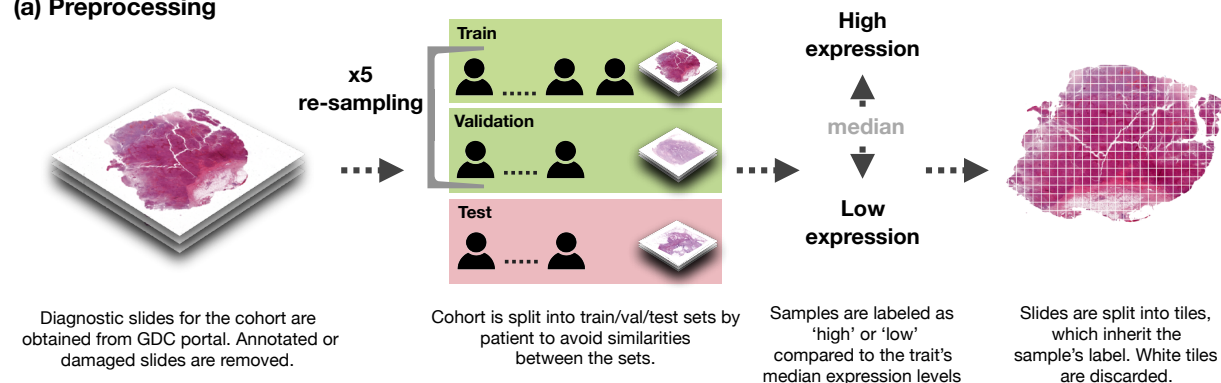 (a) Preprocessing
x5
re-sampling
Train
.....
Validation
.....
Test
.....
High
expression
median
Low
expression
Diagnostic slides for the cohort are
obtained from GDC portal. Annotated or
damaged slides are removed.
Cohort is split into train/val/test sets by
patient to avoid similarities
between the sets.
Samples are labeled as
‘high’ or ‘low’
compared to the trait’s
median expression levels
Slides are split into tiles,
which inherit the
sample’s label. White tiles
are discarded.